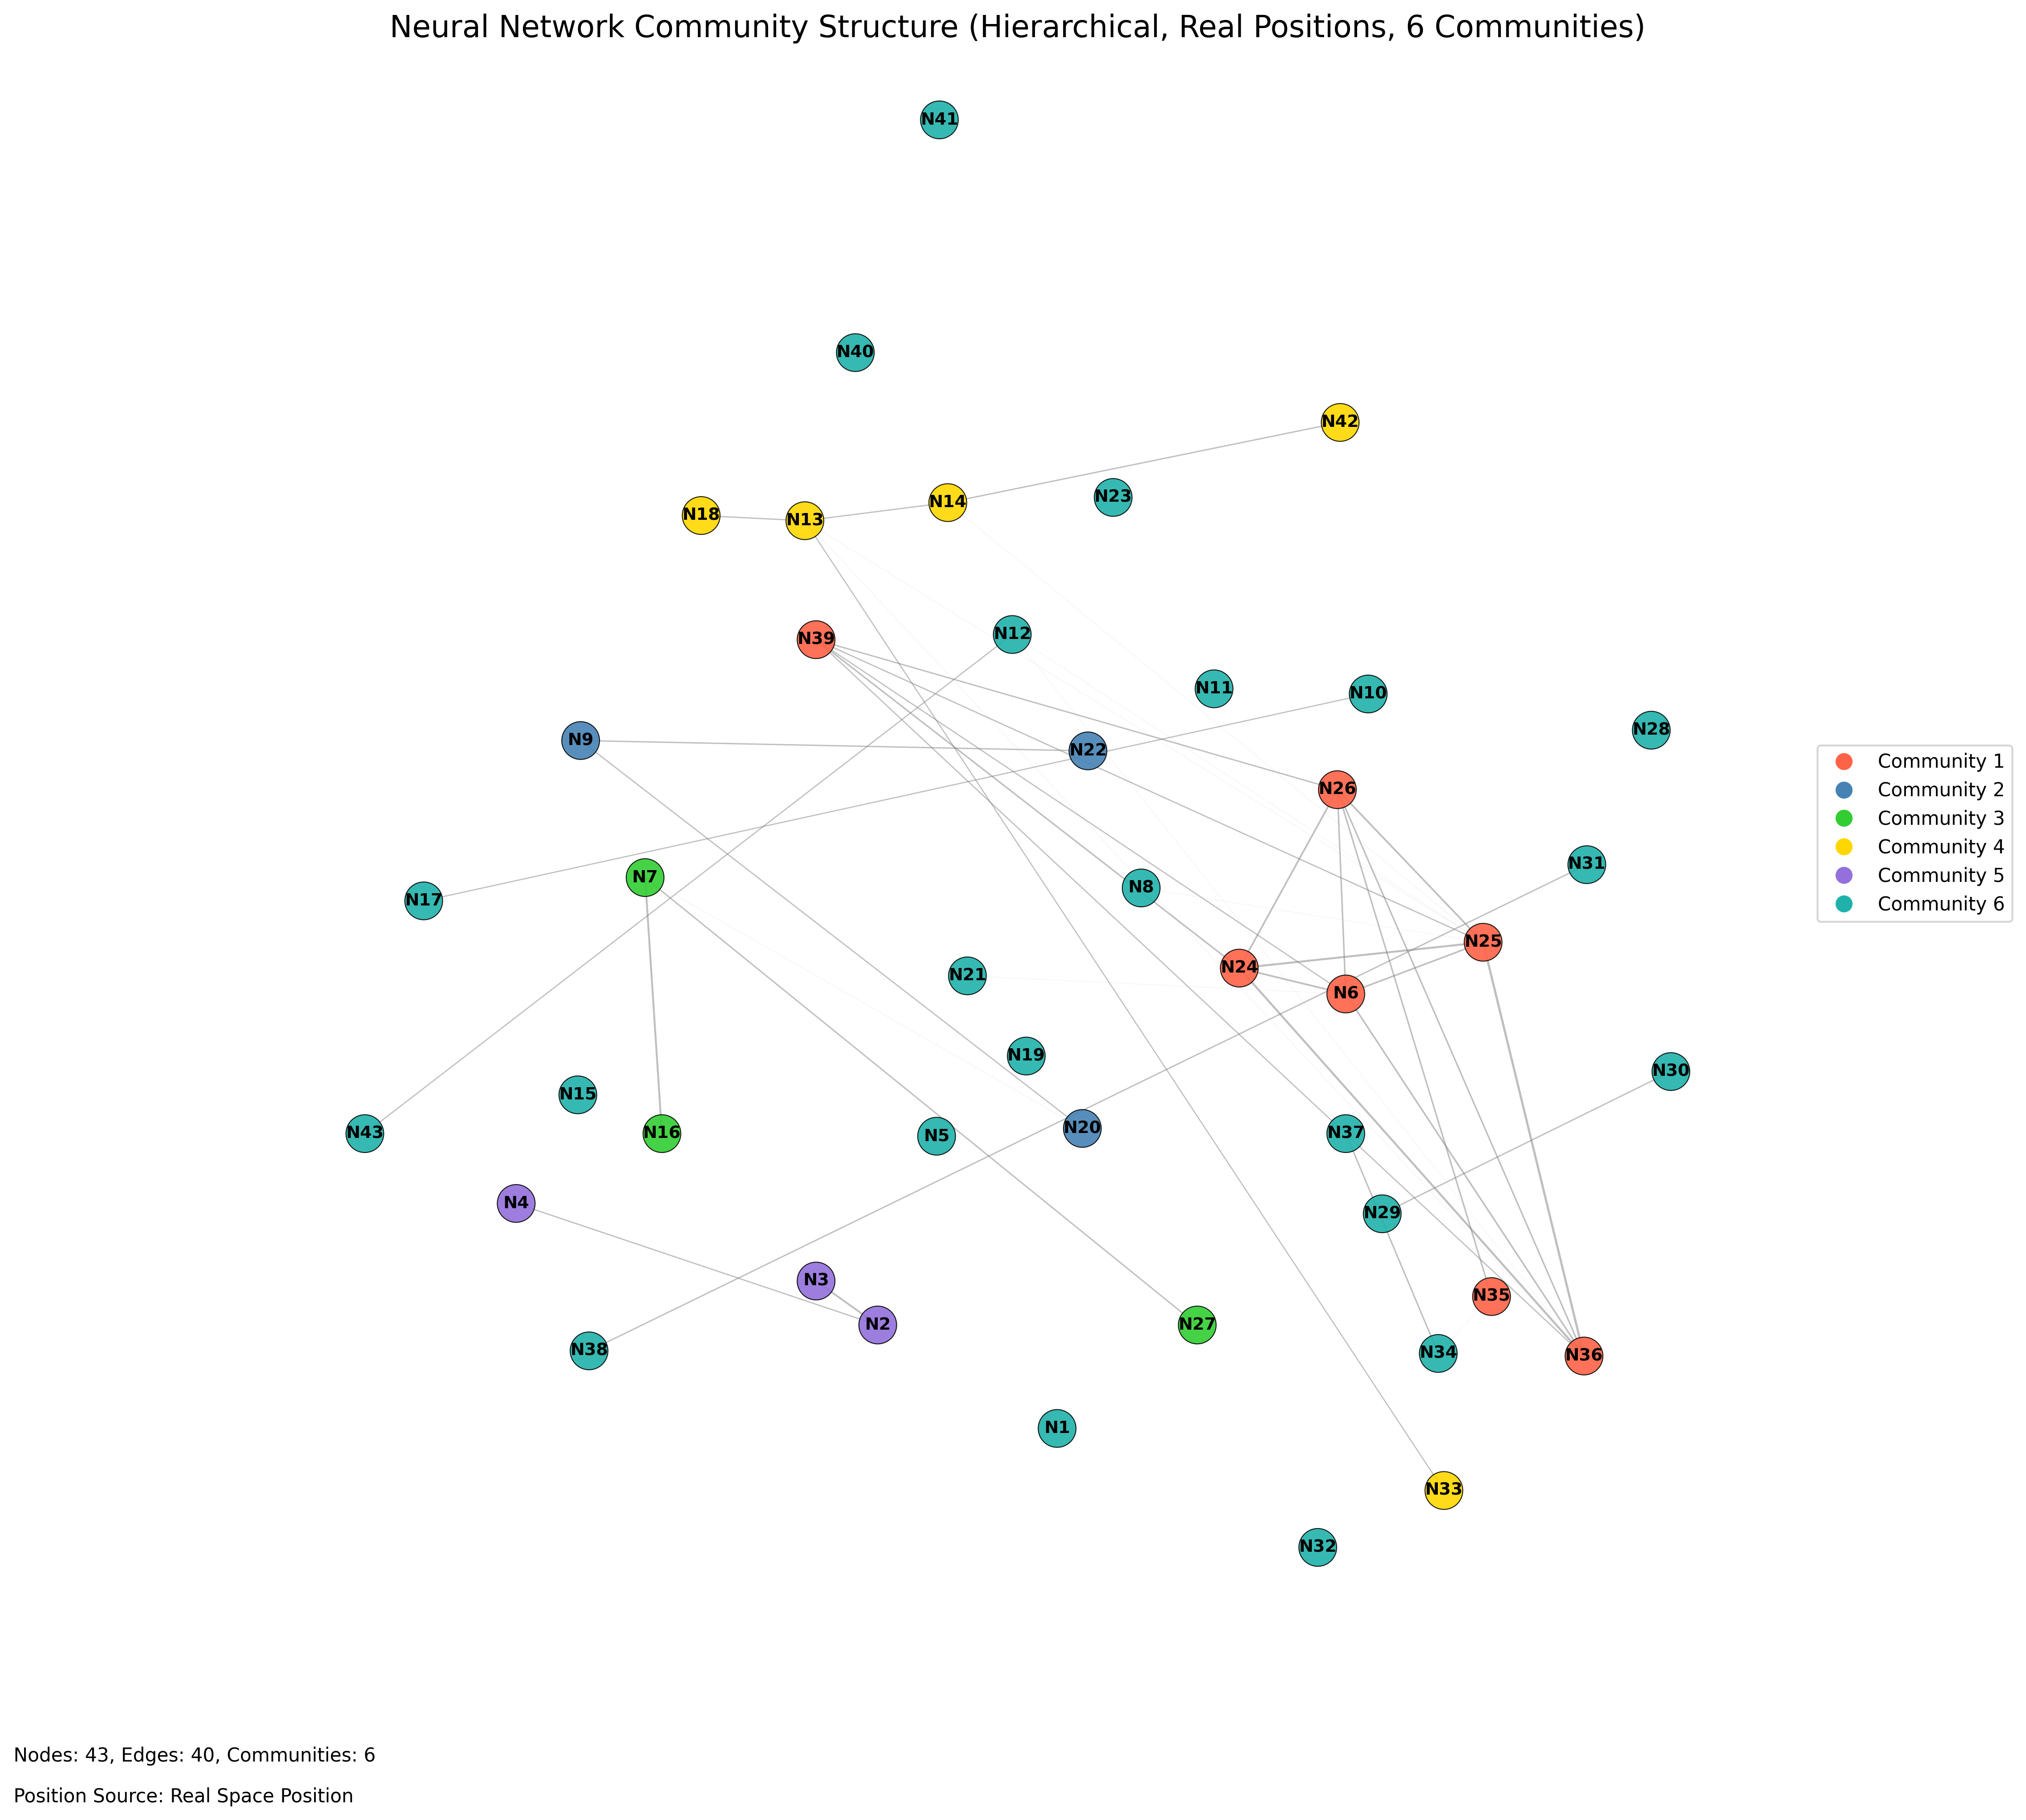 Neural Network Community Structure (Hierarchical, Real Positions, 6 Communities)
N41
N40
N42
N23
N14
N18
N13
N12
N39
N11
N10
N28
N9
N22
N26
N31
N7
N8
N17
N25
N24
N21
N6
N19
N30
N15
N20
N43
N16
N5
N37
N4
N29
N3
N35
N2
N27
N38
N34
N36
N1
N33
N32
Community 1
Community 2
Community 3
Community 4
Community 5
Community 6
Nodes: 43, Edges: 40, Communities: 6
Position Source: Real Space Position